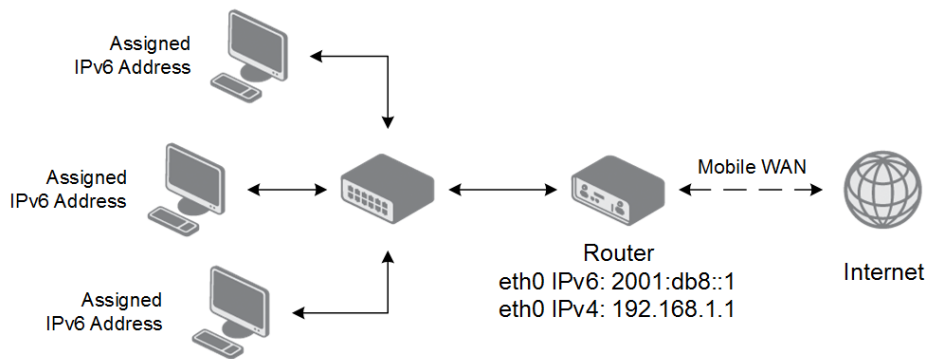 Assigned
IPv6 Address
Assigned
IPv6 Address
Assigned
IPv6 Address
Mobile WAN
Router
eth0 IPv6: 2001:db8::1
eth0 IPv4: 192.168.1.1
Internet